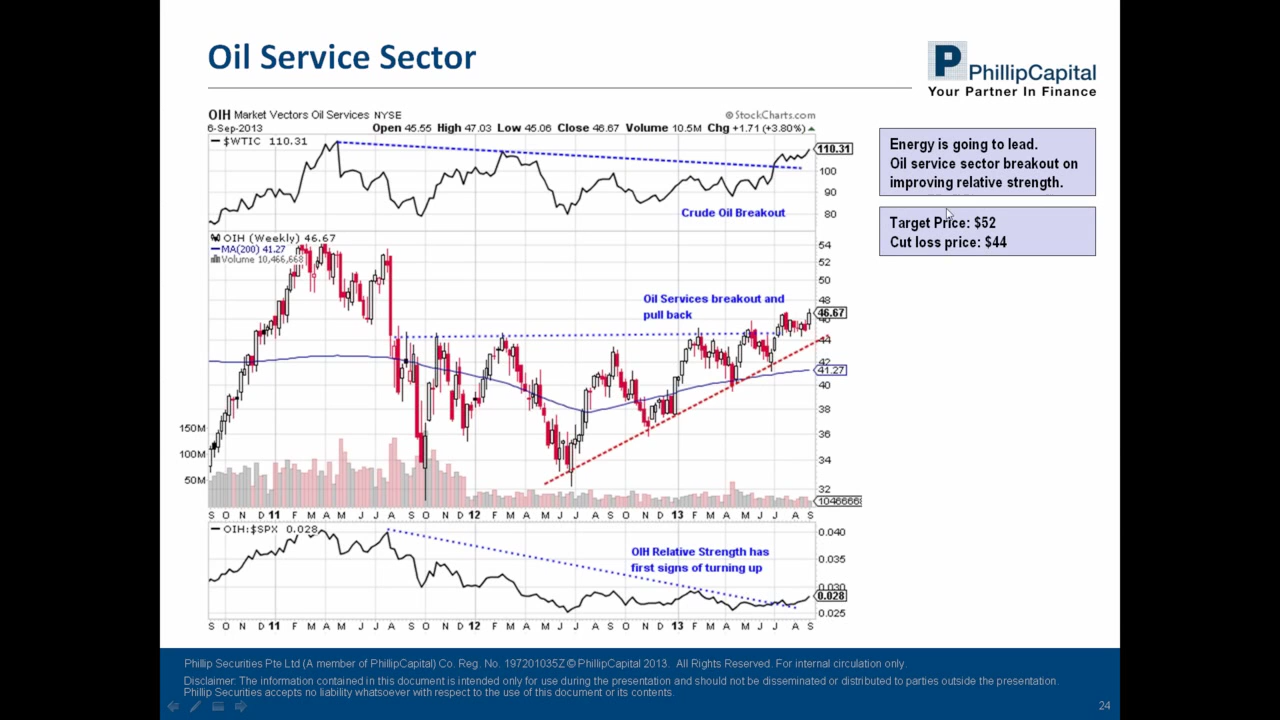 Oil Service Sector
P PhillipCapital
Your Partner In Finance
OIH Market Vectors Oil Services NYSE
© StockCharts.com
6-Sep-2013 Open 45.55 High 47.03 Low 45.06 Close 46.67 Volume 10.5M Chg +1.71 (+3.80%)
$WTIC 110.31
110.31
100
90
80
Crude Oil Breakout
Energy is going to lead.
Oil service sector breakout on
improving relative strength.
Target Price: $52
Cut loss price: $44
OIH (Weekly) 46.67
MA(200) 41.27
Volume 10,466,668
54
52
50
48
46.67
44
42
41.27
40
38
36
34
32
Oil Services breakout and
pull back
150M
100M
50M
S O D 11 F M A M J J A S O N D 12 F M A M J J A S O N D 13 F M A M J J A S
OIH:$SPX 0.028
0.040
0.035
0.030
0.028
0.025
OIH Relative Strength has
first signs of turning up
S O D 11 F M A M J J A S O N D 12 F M A M J J A S O N D 13 F M A M J J A S
Phillip Securities Pte Ltd (A member of PhillipCapital) Co. Reg. No. 197201035Z © PhillipCapital 2013. All Rights Reserved. For internal circulation only.
Disclaimer: The information contained in this document is intended only for use during the presentation and should not be disseminated or distributed to parties outside the presentation.
Phillip Securities accepts no liability whatsoever with respect to the use of this document or its contents.
24